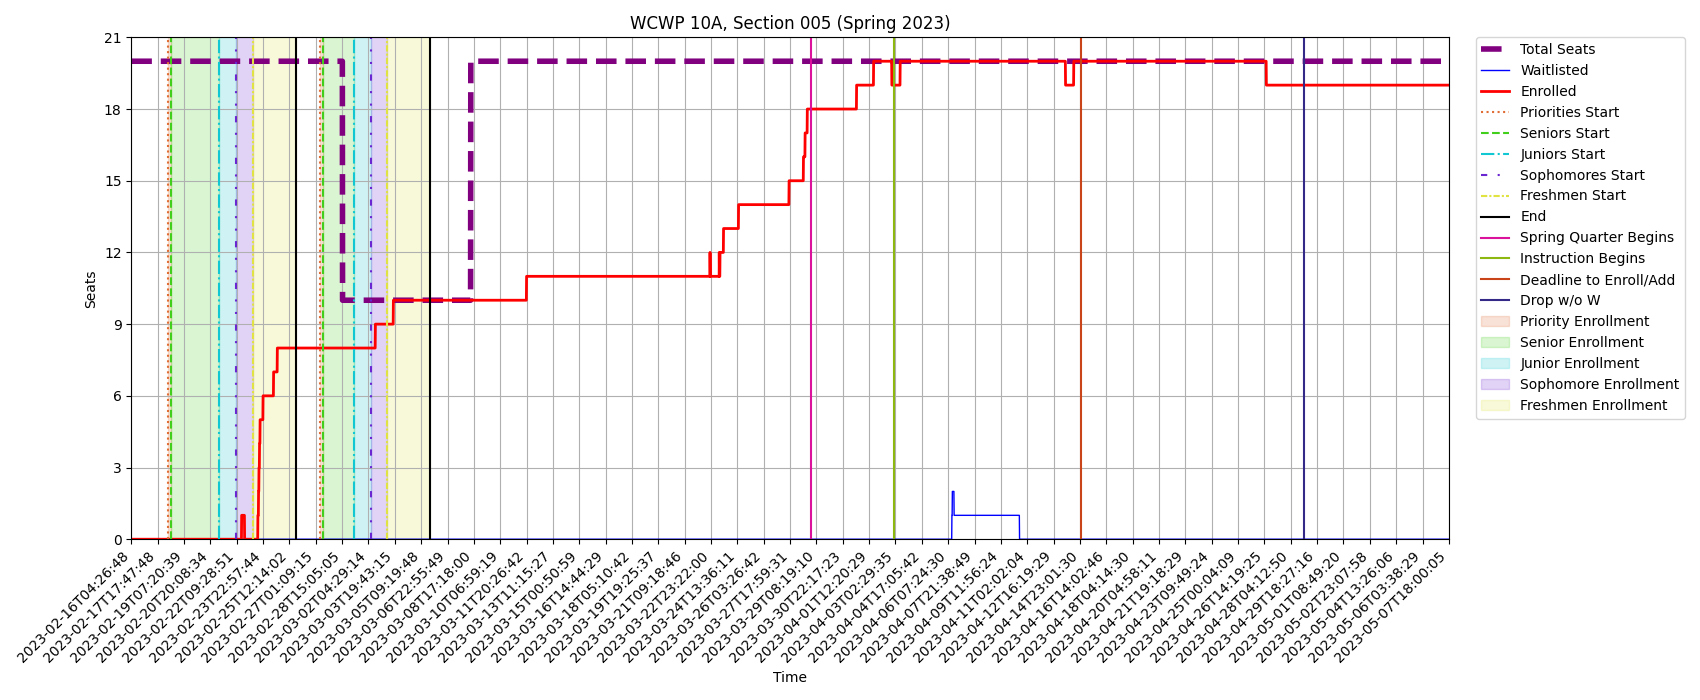 WCWP 10A, Section 005 (Spring 2023)
Seats
21
18
15
12
9
6
3
0
2023-02-16T04:26:48
2023-02-17T17:47:48
2023-02-19T07:20:39
2023-02-20T20:08:34
2023-02-22T09:28:51
2023-02-23T22:57:44
2023-02-25T12:14:02
2023-02-27T01:09:15
2023-02-28T15:05:05
2023-03-02T04:29:14
2023-03-03T19:43:15
2023-03-05T09:19:48
2023-03-06T22:55:49
2023-03-08T17:18:00
2023-03-10T06:59:19
2023-03-11T20:26:42
2023-03-13T11:15:27
2023-03-15T00:50:59
2023-03-16T14:44:29
2023-03-18T05:10:42
2023-03-19T19:25:37
2023-03-21T09:18:46
2023-03-22T23:22:00
2023-03-24T13:36:11
2023-03-26T03:26:42
2023-03-27T17:59:31
2023-03-29T08:19:10
2023-03-30T22:17:23
2023-04-01T12:20:29
2023-04-03T02:29:35
2023-04-04T17:05:42
2023-04-06T07:24:30
2023-04-07T21:38:49
2023-04-09T11:56:24
2023-04-11T02:02:04
2023-04-12T16:19:29
2023-04-14T23:01:30
2023-04-16T14:02:46
2023-04-18T04:14:30
2023-04-20T04:58:11
2023-04-21T19:18:29
2023-04-23T09:49:24
2023-04-25T00:04:09
2023-04-26T14:19:25
2023-04-28T04:12:50
2023-04-29T18:27:16
2023-05-01T08:49:20
2023-05-02T23:07:58
2023-05-04T13:26:06
2023-05-06T03:38:29
2023-05-07T18:00:05
Time
Total Seats
Waitlisted
Enrolled
Priorities Start
Seniors Start
Juniors Start
Sophomores Start
Freshmen Start
End
Spring Quarter Begins
Instruction Begins
Deadline to Enroll/Add
Drop w/o W
Priority Enrollment
Senior Enrollment
Junior Enrollment
Sophomore Enrollment
Freshmen Enrollment